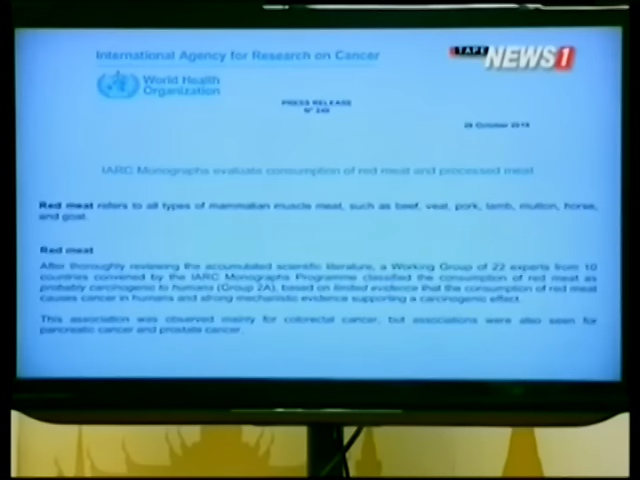 International Agency for Research on Cancer
TAPE NEWS1
World Health
Organization
PRESS RELEASE
N° 240
26 October 2015
IARC Monographs evaluate consumption of red meat and processed meat
Red meat refers to all types of mammalian muscle meat, such as beef, veal, pork, lamb, mutton, horse,
and goat.
Red meat
After thoroughly reviewing the accumulated scientific literature, a Working Group of 22 experts from 10
countries convened by the IARC Monographs Programme classified the consumption of red meat as
probably carcinogenic to humans (Group 2A), based on limited evidence that the consumption of red meat
causes cancer in humans and strong mechanistic evidence supporting a carcinogenic effect.
This association was observed mainly for colorectal cancer, but associations were also seen for
pancreatic cancer and prostate cancer.